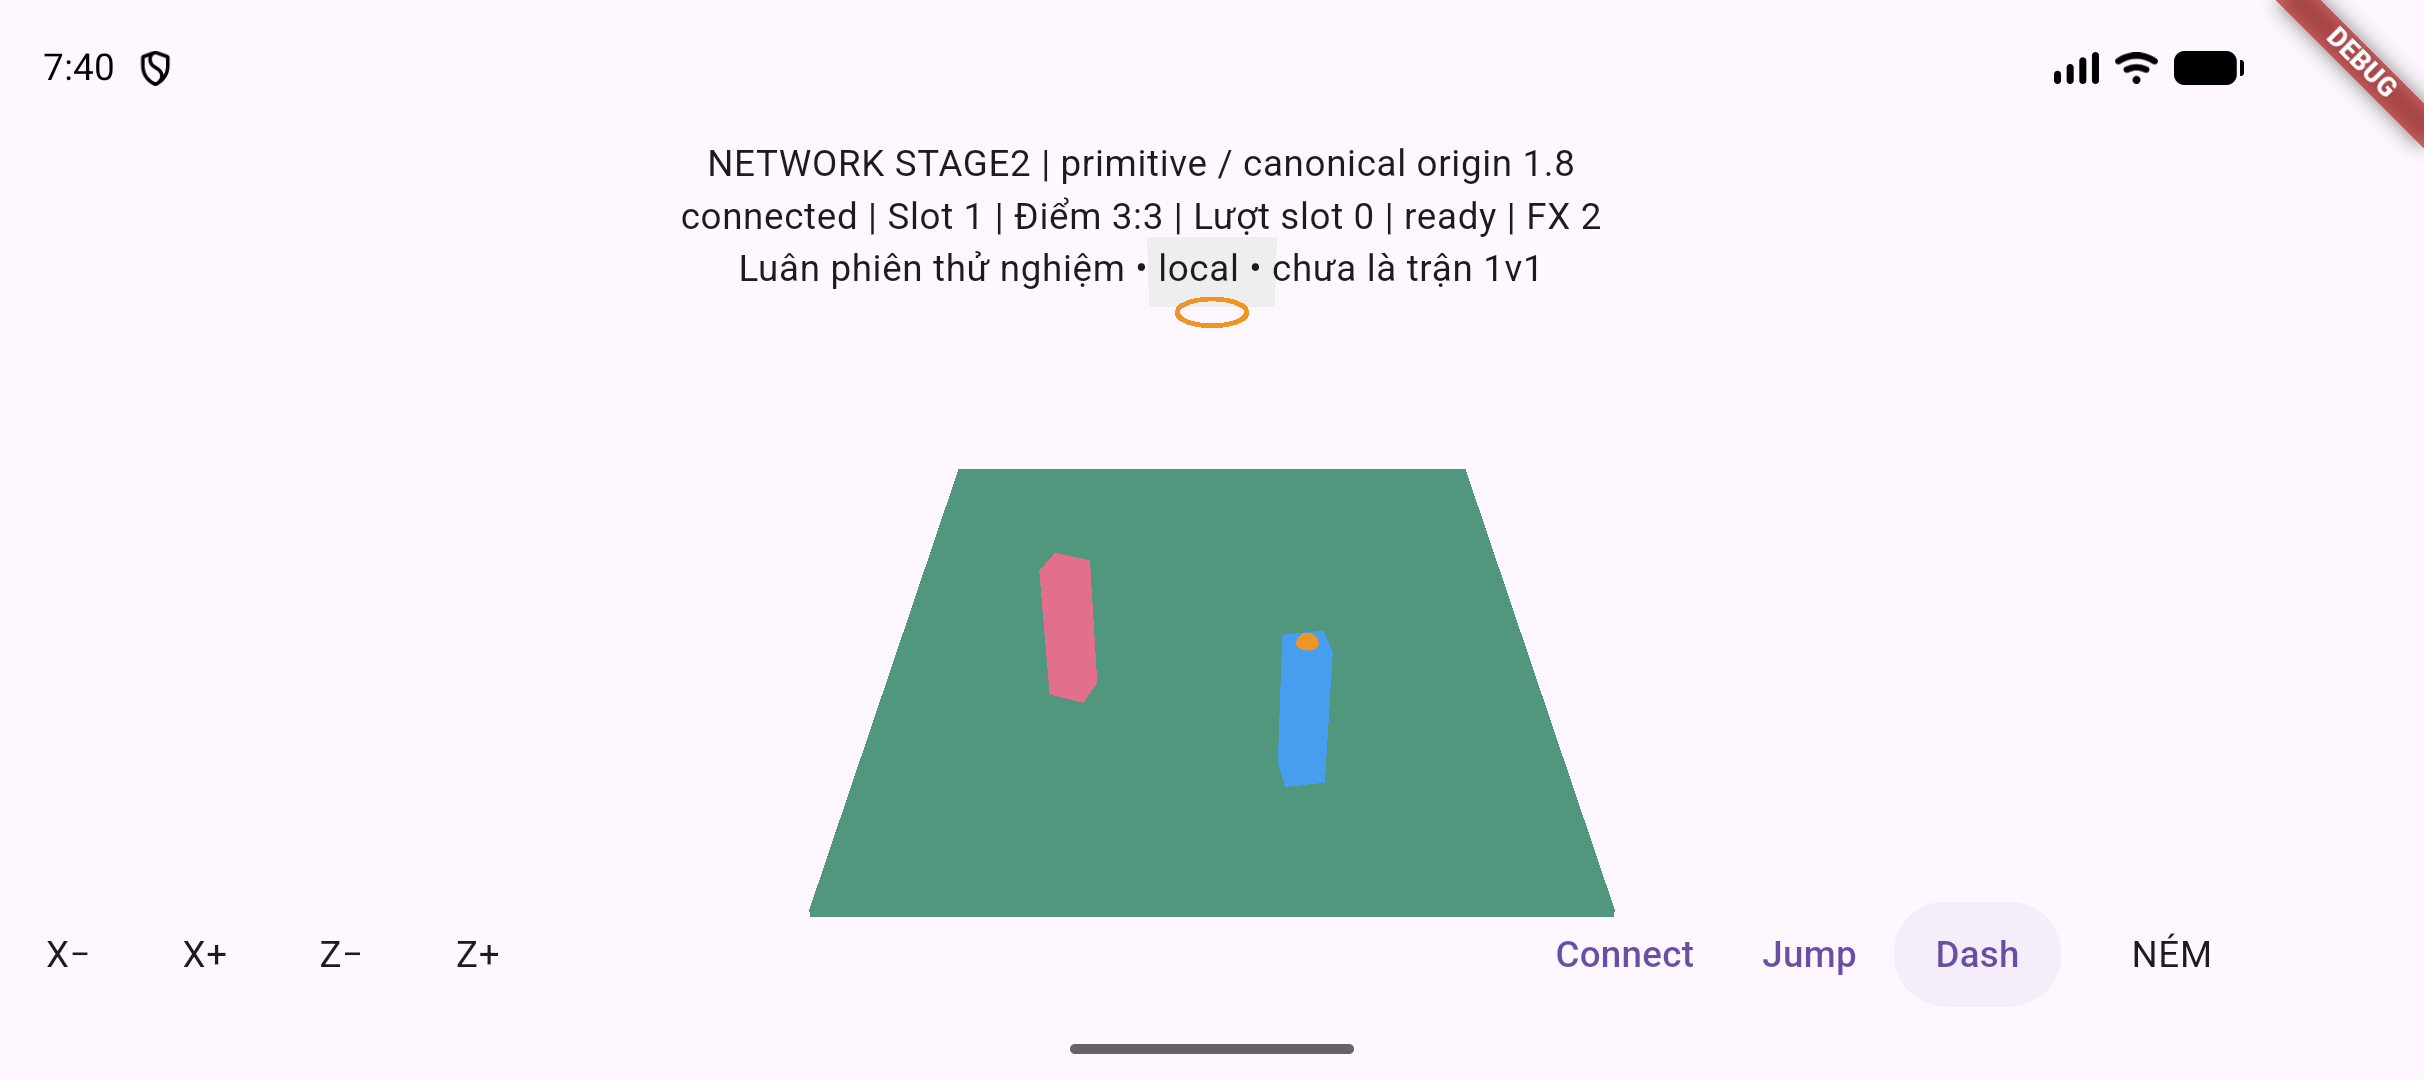 7:40
DEBUG
NETWORK STAGE2 | primitive / canonical origin 1.8
connected | Slot 1 | Điểm 3:3 | Lượt slot 0 | ready | FX 2
Luân phiên thử nghiệm • local • chưa là trận 1v1
X− X+ Z− Z+ Connect Jump Dash NÉM